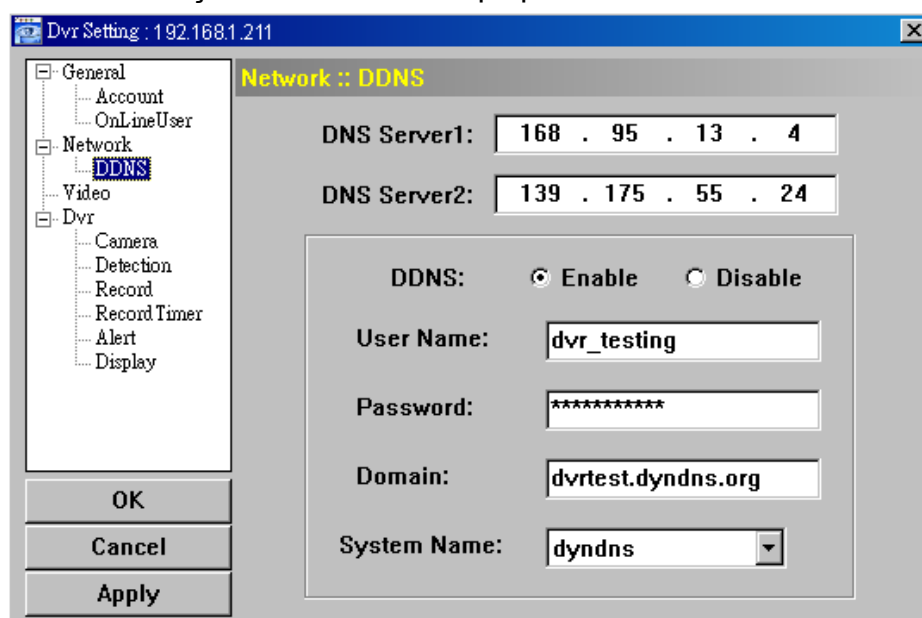 Dvr Setting : 192.168.1.211
General
Account
OnLineUser
Network
DDNS
Video
Dvr
Camera
Detection
Record
Record Timer
Alert
Display
OK
Cancel
Apply
Network :: DDNS
DNS Server1: 168 . 95 . 13 . 4
DNS Server2: 139 . 175 . 55 . 24
DDNS: Enable Disable
User Name: dvr_testing
Password: ***********
Domain: dvrtest.dyndns.org
System Name: dyndns